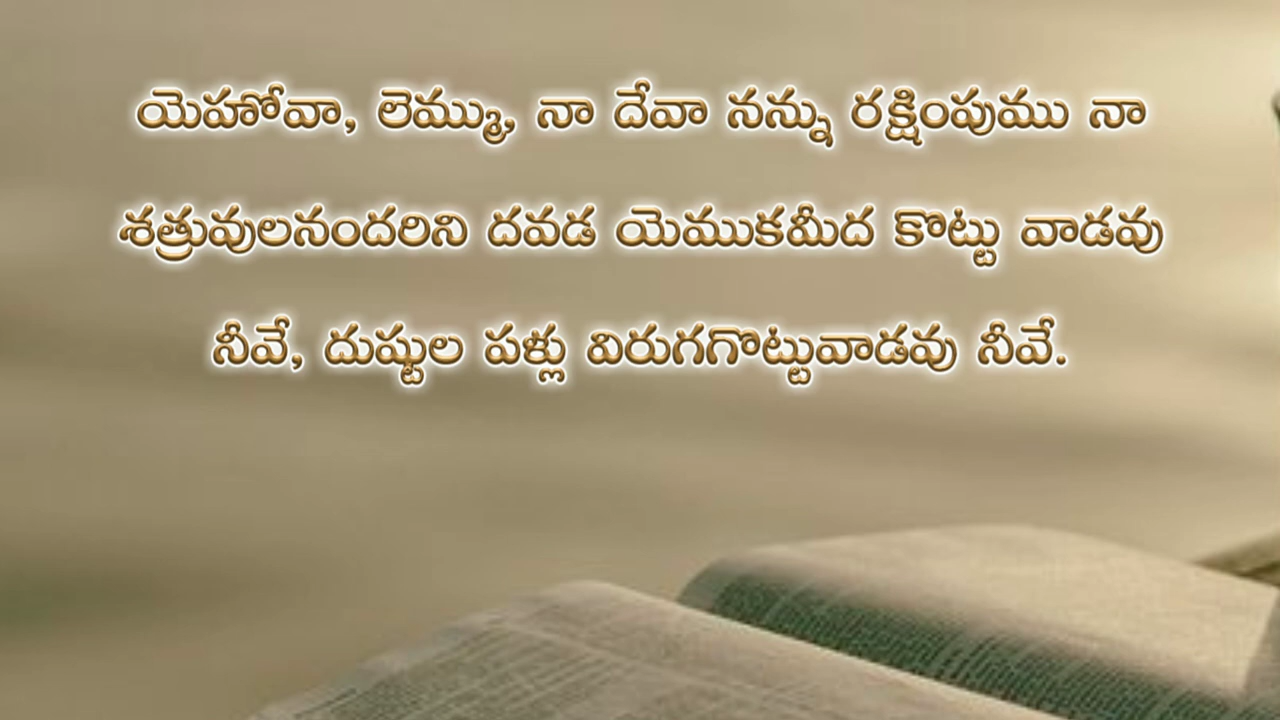 యెహోవా, లెమ్ము, నా దేవా నన్ను రక్షింపుము నా
శత్రువులనందరిని దవడ యెముకమీద కొట్టు వాడవు
నీవే, దుష్టుల పళ్లు విరుగగొట్టువాడవు నీవే.